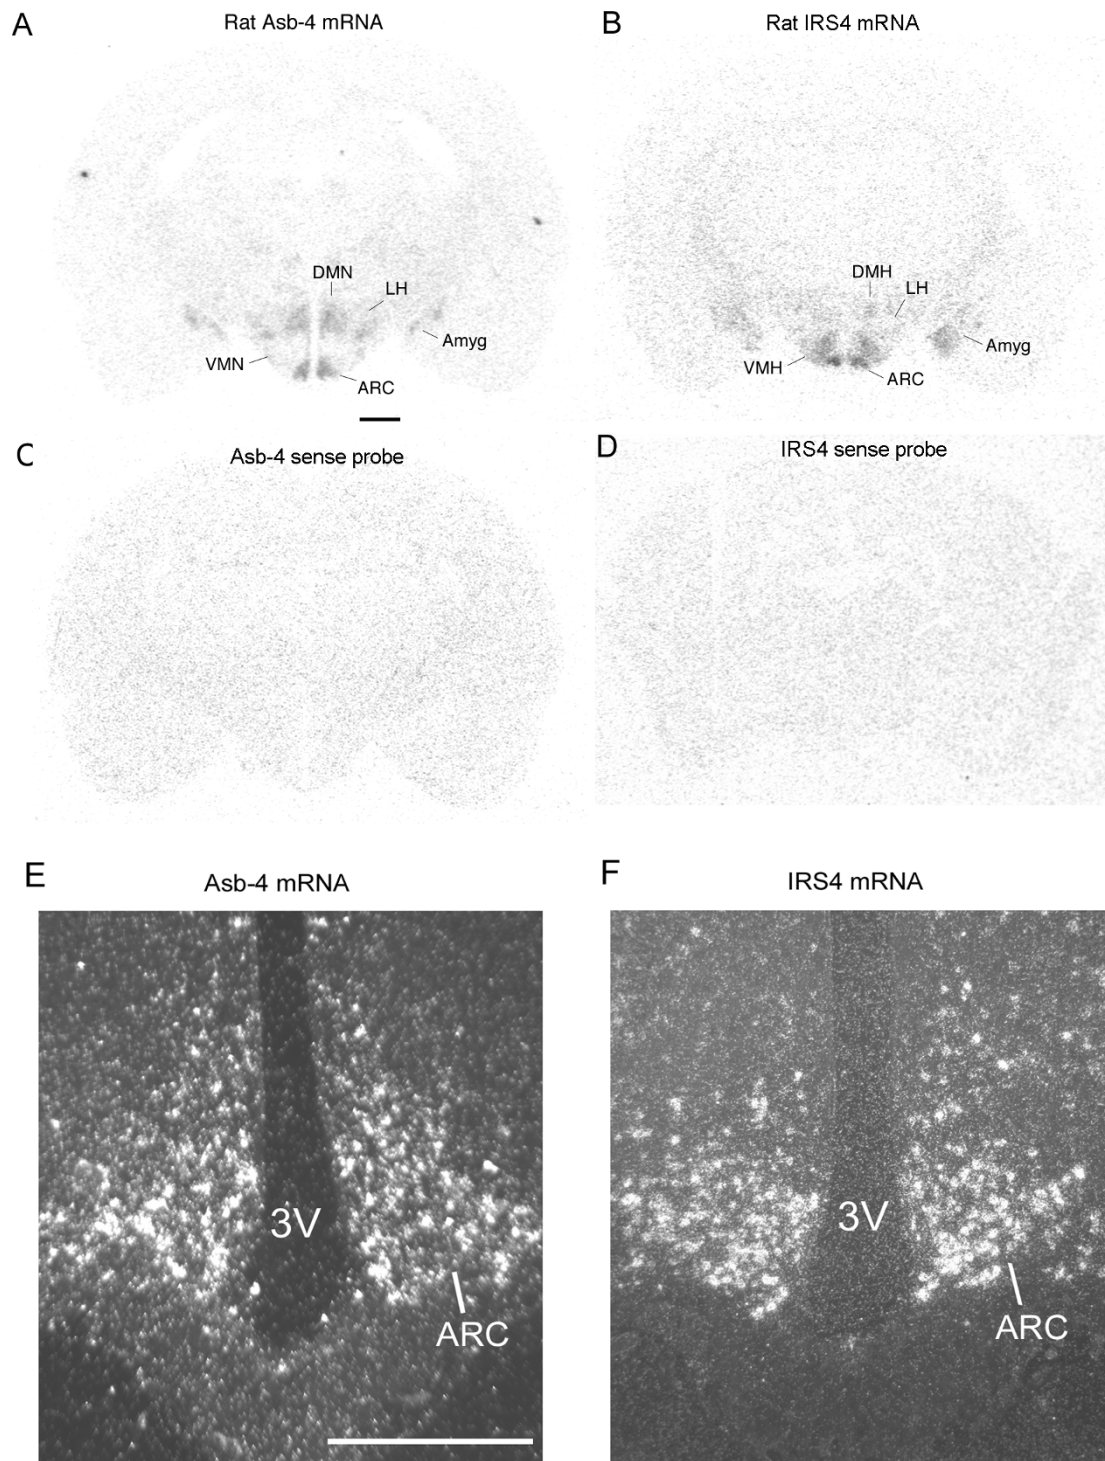 A
Rat Asb-4 mRNA
DMN
LH
Amyg
VMN
ARC
B
Rat IRS4 mRNA
DMH
LH
Amyg
VMH
ARC
C
Asb-4 sense probe
D
IRS4 sense probe
E
Asb-4 mRNA
3V
ARC
F
IRS4 mRNA
3V
ARC